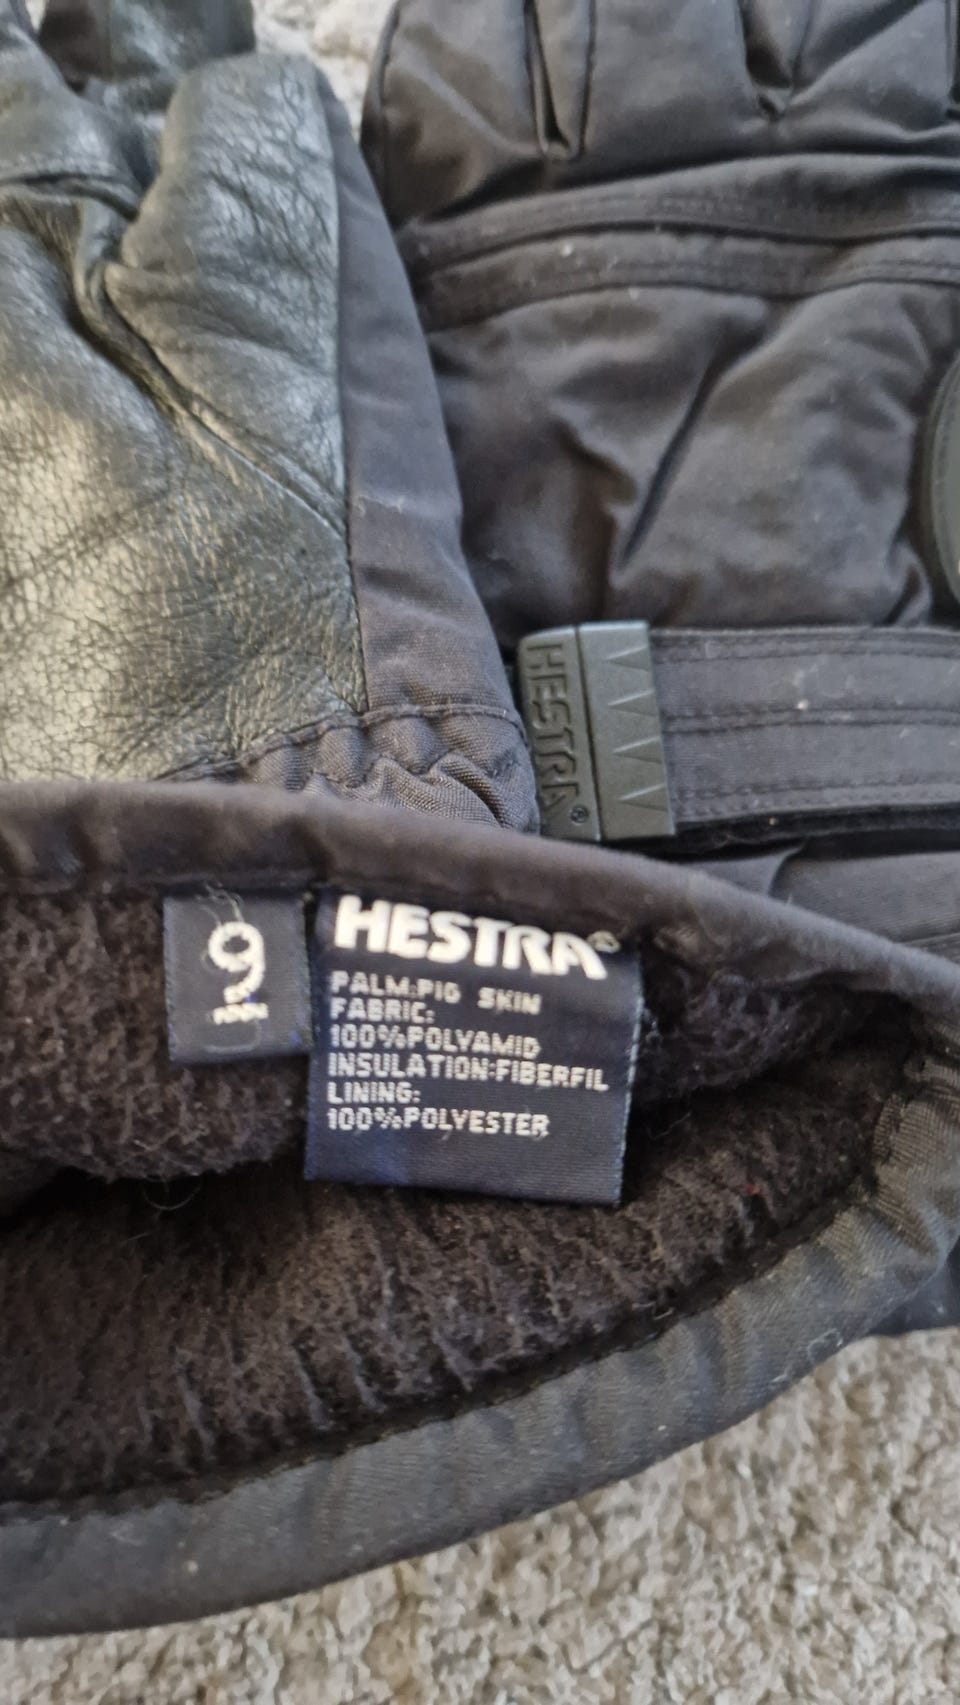 HESTRA®
9
HESTRA®
PALM:PIG SKIN
FABRIC:
100%POLYAMID
INSULATION:FIBERFIL
LINING:
100%POLYESTER